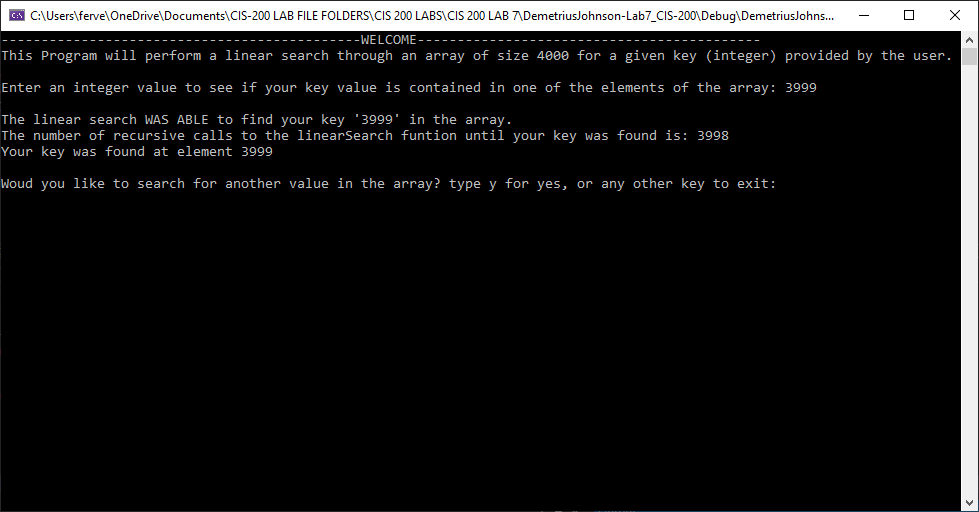 C:\Users\ferve\OneDrive\Documents\CIS-200 LAB FILE FOLDERS\CIS 200 LABS\CIS 200 LAB 7\DemetriusJohnson-Lab7_CIS-200\Debug\DemetriusJohns...
---------------------------------------------WELCOME-------------------------------------------
This Program will perform a linear search through an array of size 4000 for a given key (integer) provided by the user.
Enter an integer value to see if your key value is contained in one of the elements of the array: 3999
The linear search WAS ABLE to find your key '3999' in the array.
The number of recursive calls to the linearSearch funtion until your key was found is: 3998
Your key was found at element 3999
Woud you like to search for another value in the array? type y for yes, or any other key to exit: